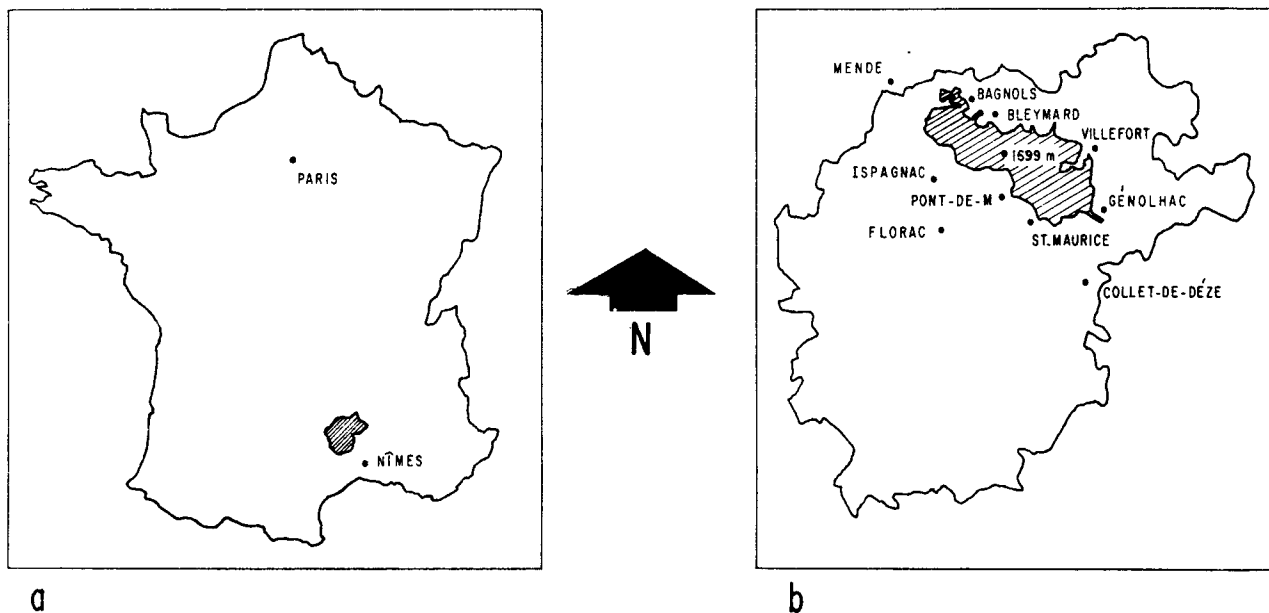 PARIS
NÎMES
a
N
MENDE
BAGNOLS
BLEYMARD
VILLEFORT
1699 m
ISPAGNAC
PONT-DE-M
GÉNOLHAC
FLORAC
ST.MAURICE
COLLET-DE-DÉZE
b